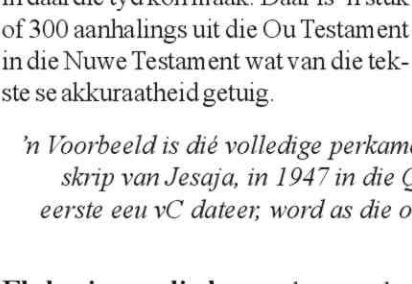 of 300 aanhalings uit die Ou Testament
in die Nuwe Testament wat van die tek-
ste se akkuraatheid getuig.
'n Voorbeeld is dié volledige perkame
skrip van Jesaja, in 1947 in die Q
eerste eeu vC dateer, word as die o